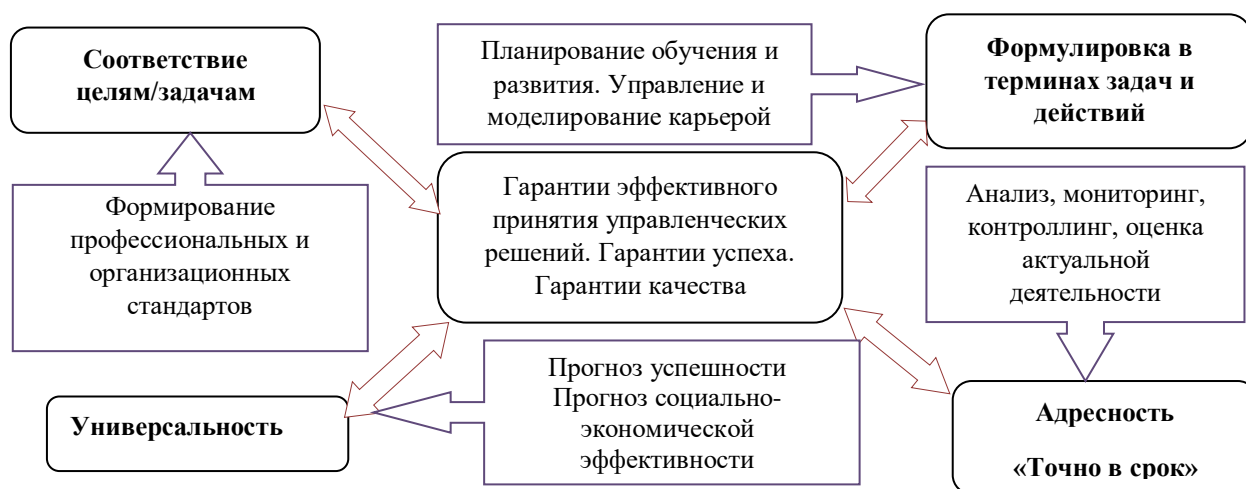 Соответствие
целям/задачам
Планирование обучения и
развития. Управление и
моделирование карьерой
Формулировка в
терминах задач и
действий
Формирование
профессиональных и
организационных
стандартов
Гарантии эффективного
принятия управленческих
решений. Гарантии успеха.
Гарантии качества
Анализ, мониторинг,
контроллинг, оценка
актуальной
деятельности
Универсальность
Прогноз успешности
Прогноз социально-
экономической
эффективности
Адресность
«Точно в срок»